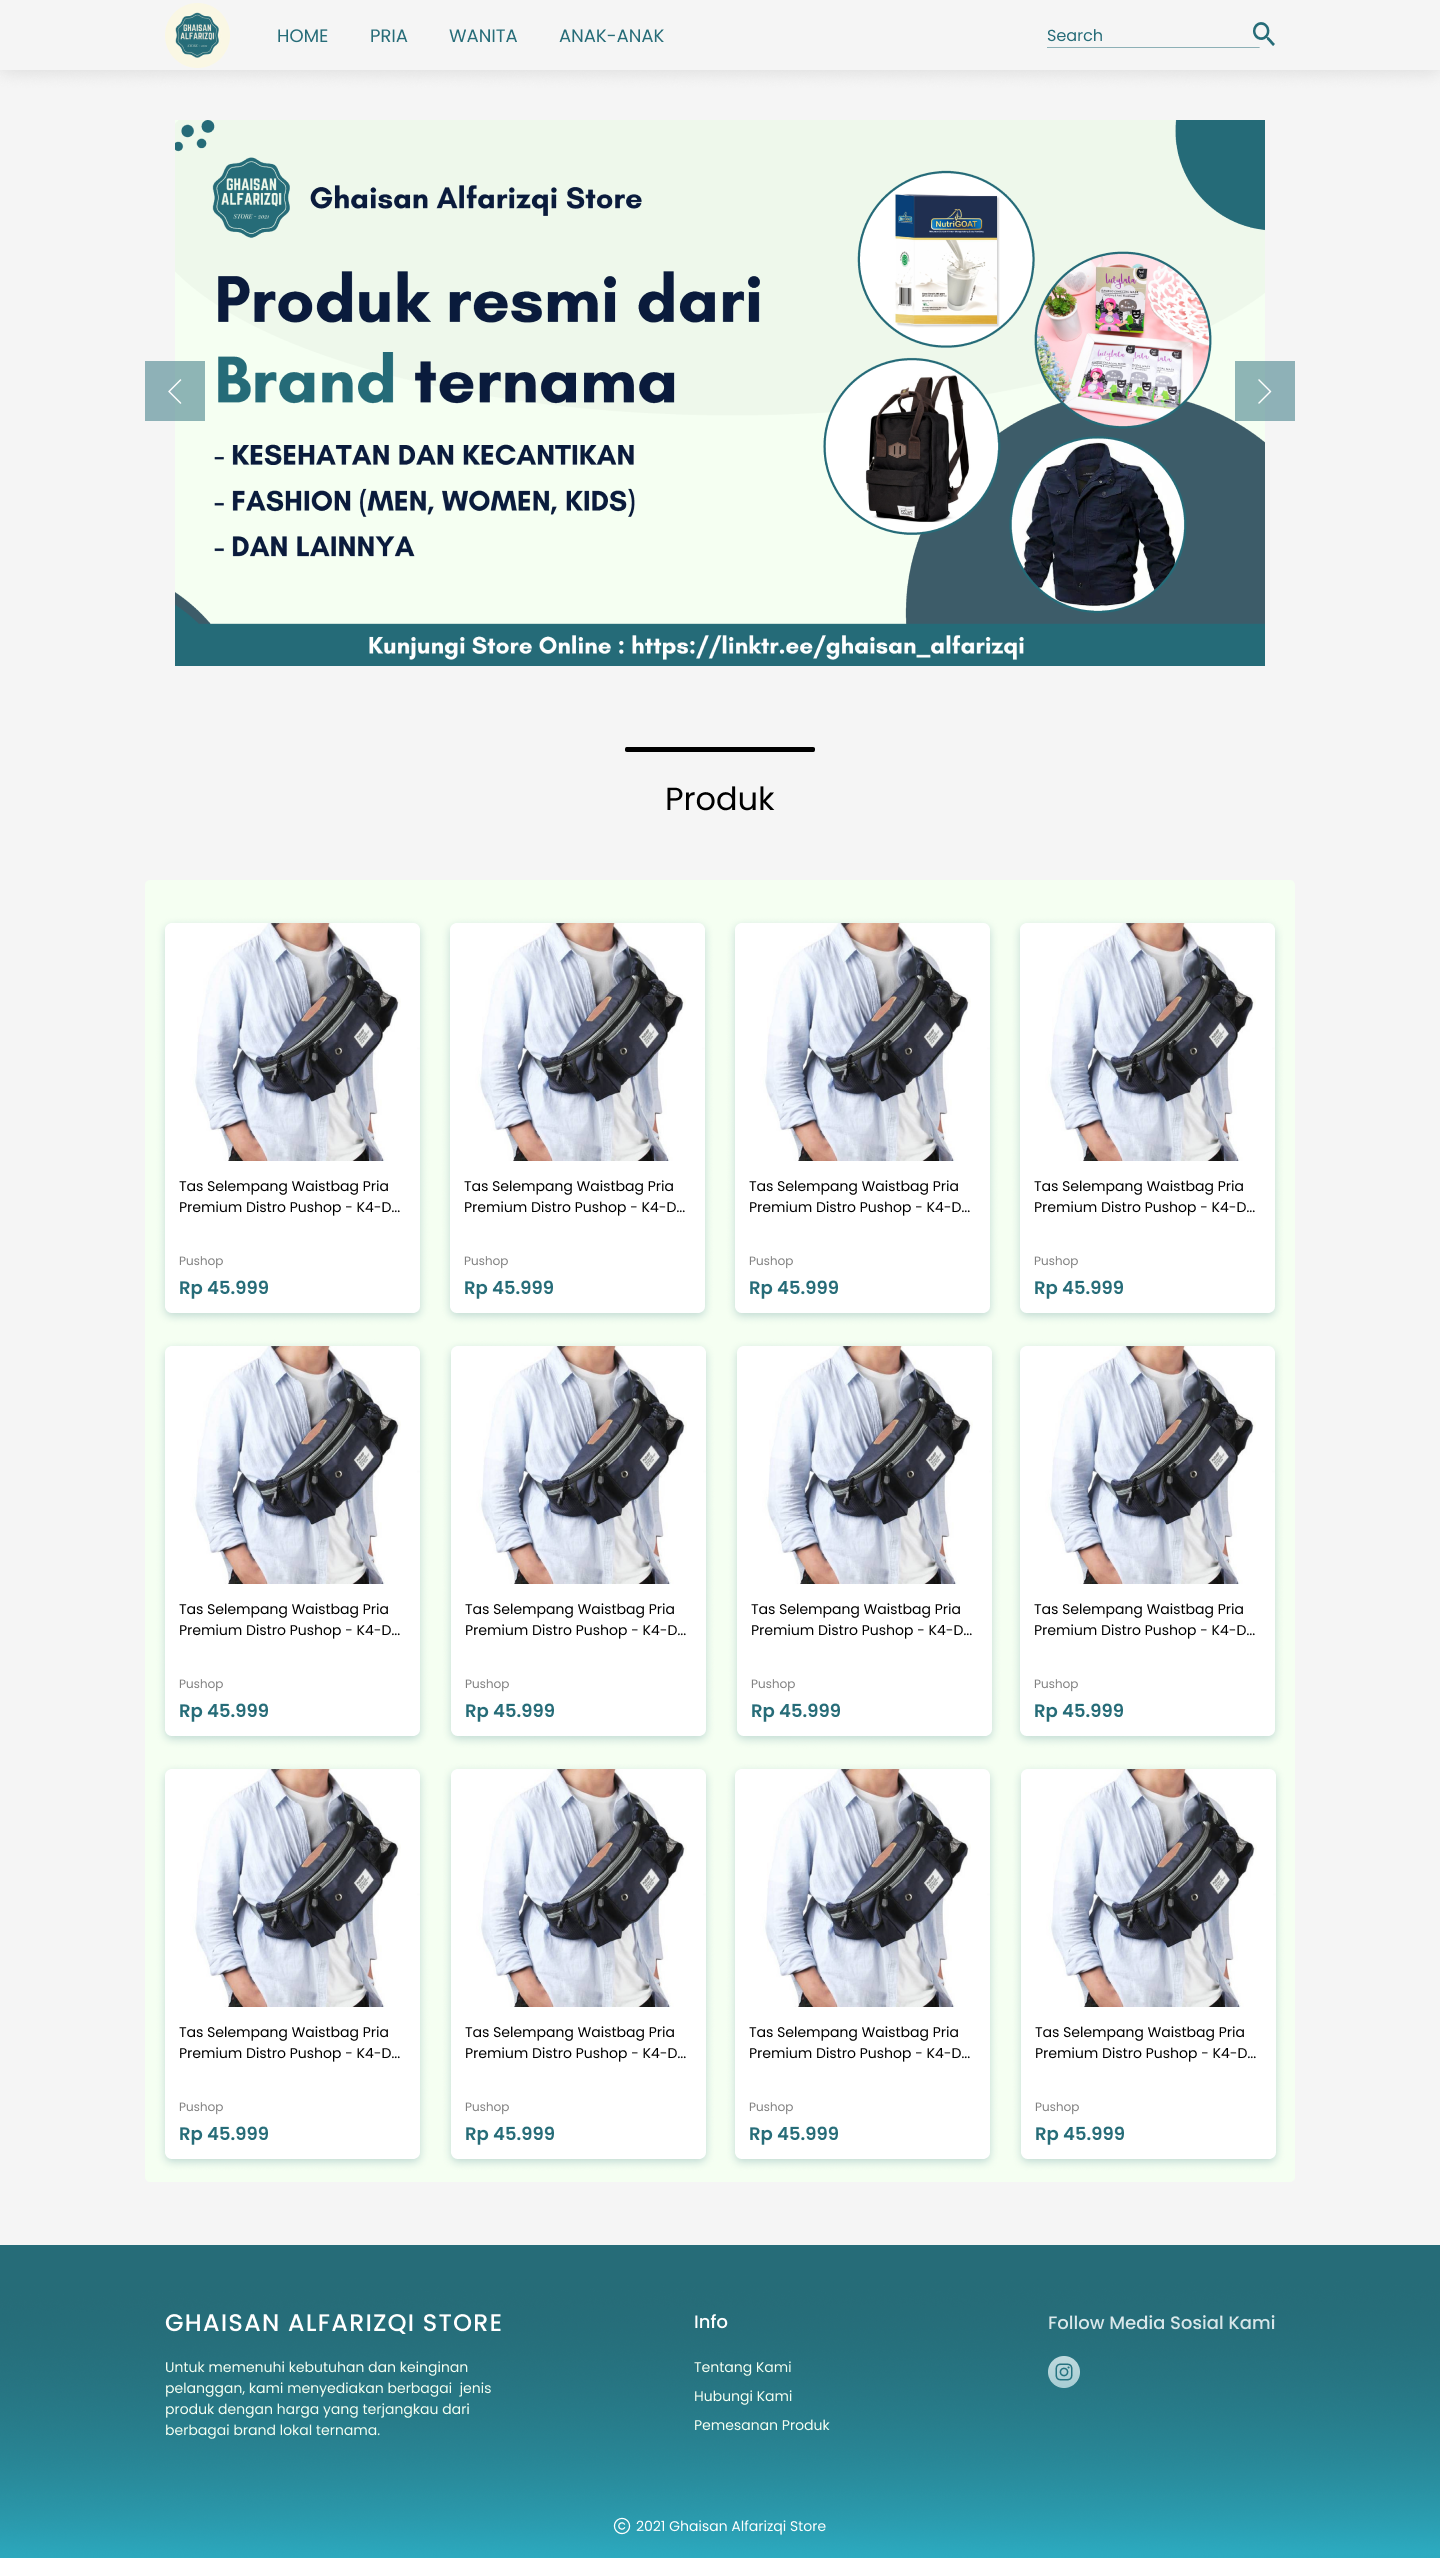 GHAISAN
ALFARIZQI
HOME PRIA WANITA ANAK-ANAK Search
GHAISAN
ALFARIZQI
STORE - 2021
Ghaisan Alfarizqi Store
Produk resmi dari
Brand ternama
- KESEHATAN DAN KECANTIKAN
- FASHION (MEN, WOMEN, KIDS)
- DAN LAINNYA
NutriGOAT
Kunjungi Store Online : https://linktr.ee/ghaisan_alfarizqi
Produk
Tas Selempang Waistbag Pria
Premium Distro Pushop - K4-D...
Pushop
Rp 45.999
Tas Selempang Waistbag Pria
Premium Distro Pushop - K4-D...
Pushop
Rp 45.999
Tas Selempang Waistbag Pria
Premium Distro Pushop - K4-D...
Pushop
Rp 45.999
Tas Selempang Waistbag Pria
Premium Distro Pushop - K4-D...
Pushop
Rp 45.999
Tas Selempang Waistbag Pria
Premium Distro Pushop - K4-D...
Pushop
Rp 45.999
Tas Selempang Waistbag Pria
Premium Distro Pushop - K4-D...
Pushop
Rp 45.999
Tas Selempang Waistbag Pria
Premium Distro Pushop - K4-D...
Pushop
Rp 45.999
Tas Selempang Waistbag Pria
Premium Distro Pushop - K4-D...
Pushop
Rp 45.999
Tas Selempang Waistbag Pria
Premium Distro Pushop - K4-D...
Pushop
Rp 45.999
Tas Selempang Waistbag Pria
Premium Distro Pushop - K4-D...
Pushop
Rp 45.999
Tas Selempang Waistbag Pria
Premium Distro Pushop - K4-D...
Pushop
Rp 45.999
Tas Selempang Waistbag Pria
Premium Distro Pushop - K4-D...
Pushop
Rp 45.999
GHAISAN ALFARIZQI STORE
Untuk memenuhi kebutuhan dan keinginan
pelanggan, kami menyediakan berbagai  jenis
produk dengan harga yang terjangkau dari
berbagai brand lokal ternama.
Info
Tentang Kami
Hubungi Kami
Pemesanan Produk
Follow Media Sosial Kami
© 2021 Ghaisan Alfarizqi Store